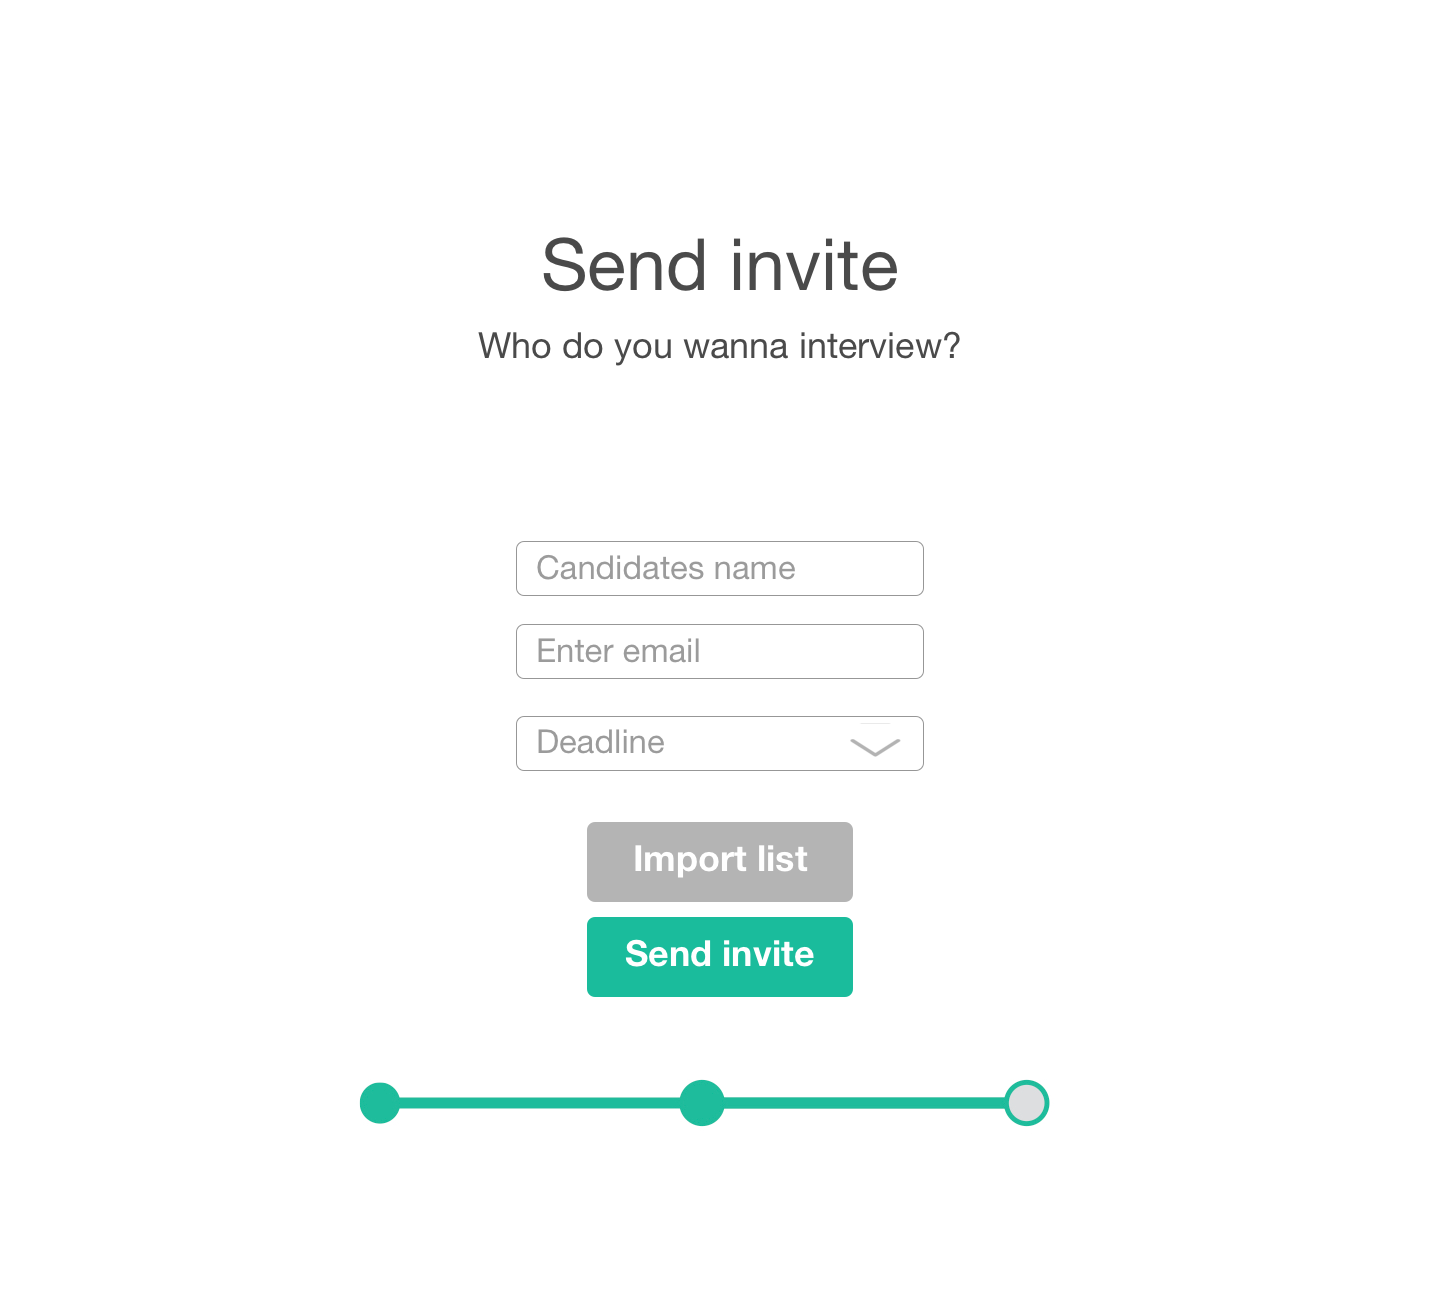 Send invite
Who do you wanna interview?
Candidates name
Enter email
Deadline
Import list
Send invite